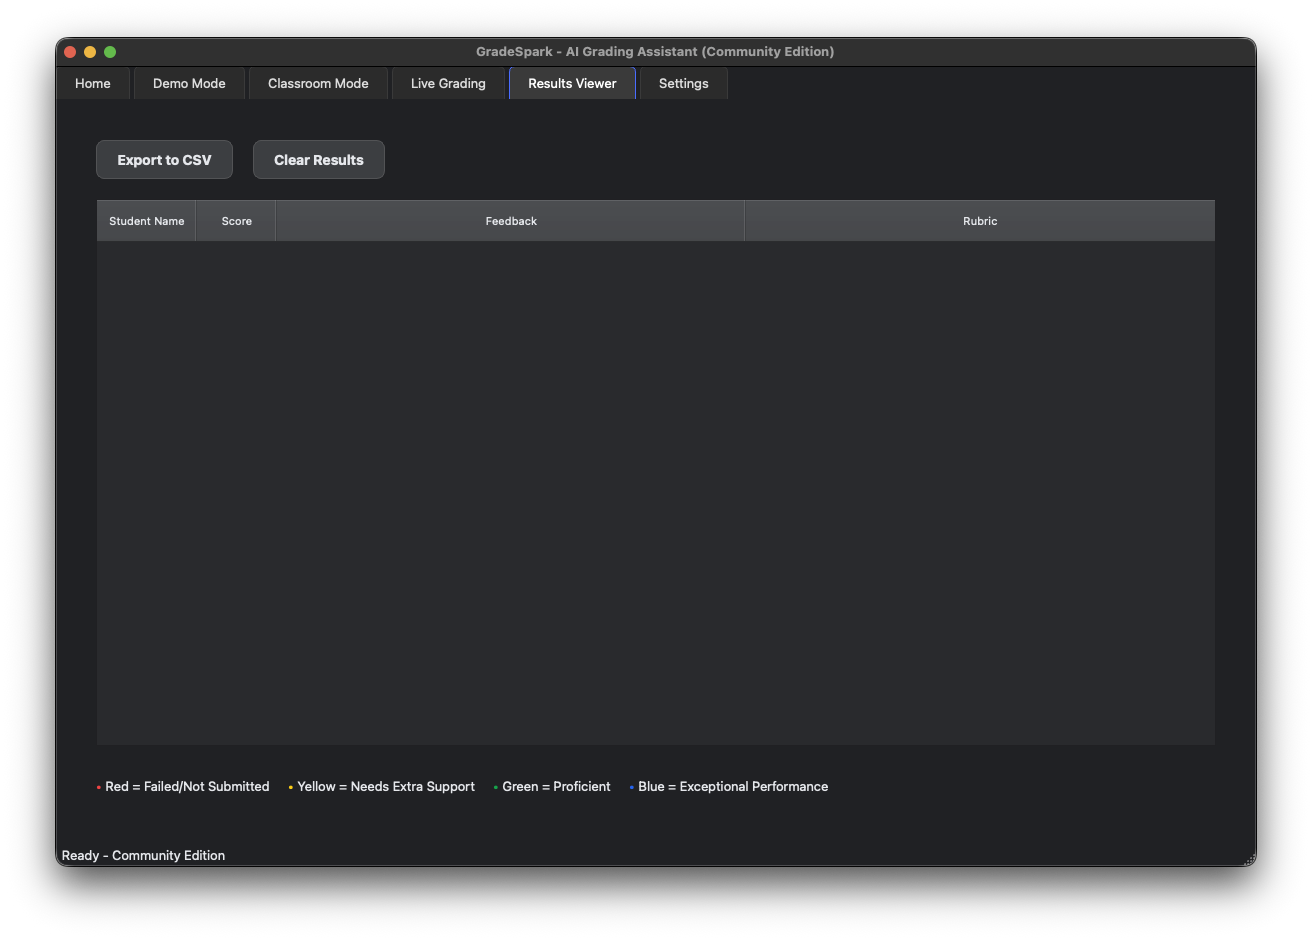 GradeSpark - AI Grading Assistant (Community Edition)
Home Demo Mode Classroom Mode Live Grading Results Viewer Settings
Export to CSV Clear Results
Student Name Score Feedback Rubric
Red = Failed/Not Submitted Yellow = Needs Extra Support Green = Proficient Blue = Exceptional Performance
Ready - Community Edition